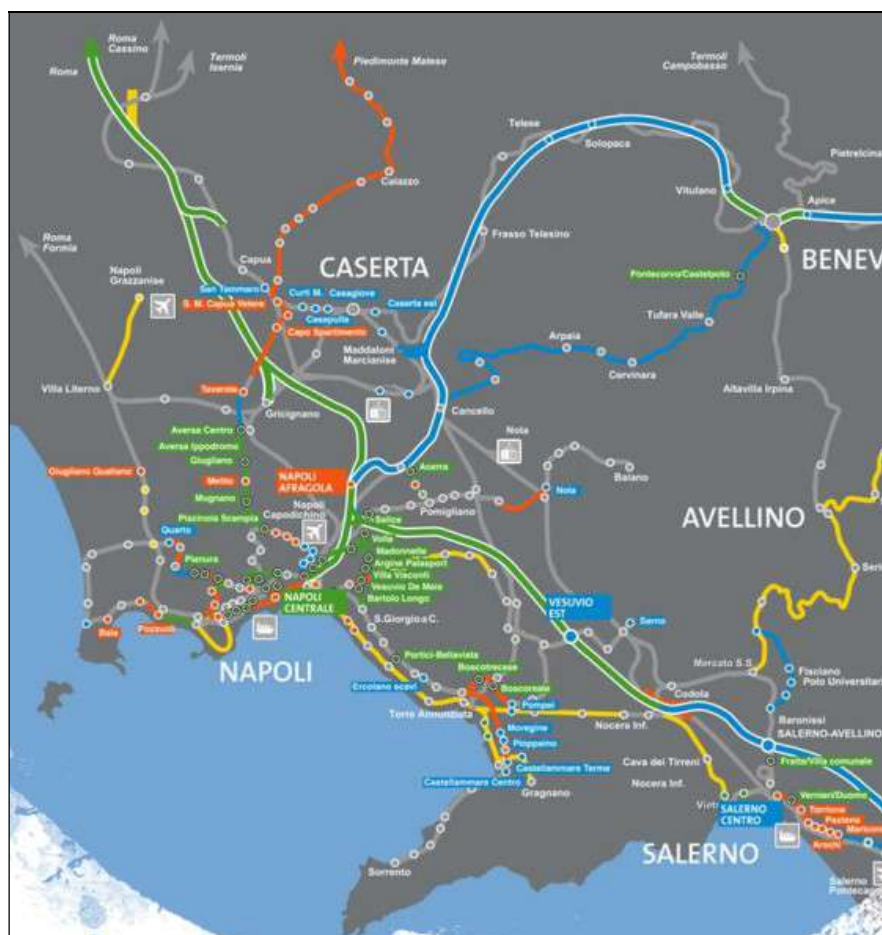 Roma
Cassino
Roma
Termoli
Isernia
Piedimonte Matese
Termoli
Campobasso
Telese
Solopaca
Pietrelcina
Vitulano
Apice
Caiazzo
Roma
Formia
Frasso Telesino
BENEV
Capua
CASERTA
Napoli
Grazzanise
San Tammaro
Curti M.
Casagiove
Caserta est
Fontecorvo/Castelpoto
S. M. Capua Vetere
Casapulla
Capo Spartimento
Tufara Valle
Arpaia
Maddaloni
Marcianise
Cervinara
Villa Literno
Teverola
Altavilla Irpina
Gricignano
Cancello
Aversa Centro
Nola
Aversa Ippodromo
Giugliano
Acerra
Baiano
Giugliano Qualiano
Melito
NAPOLI
AFRAGOLA
Nola
Mugnano
Pomigliano
Napoli
Capodichino
AVELLINO
Piscinola Scampia
Salice
Quarto
Volla
Madonnelle
Pianura
Argine Palasport
Villa Visconti
Vesuvio De Meis
Bartolo Longo
Seri
NAPOLI
CENTRALE
VESUVIO
EST
Baia
Pozzuoli
S.Giorgio a C.
Sarno
NAPOLI
Portici-Bellavista
Boscotrecase
Mercato S.S.
Fisciano
Polo Universitar
Ercolano scavi
Boscoreale
Codola
Pompei
Torre Annunziata
Nocera Inf.
Baronissi
Moregine
SALERNO-AVELLINO
Pioppaino
Cava dei Tirreni
Fratte/Villa comunale
Castellammare Terme
Castellammare Centro
Nocera Inf.
Gragnano
Vernieri/Duomo
Viet
SALERNO
CENTRO
Torrione
Pastena
Mariconda
Arechi
SALERNO
Sorrento
Salerno
Pontecag